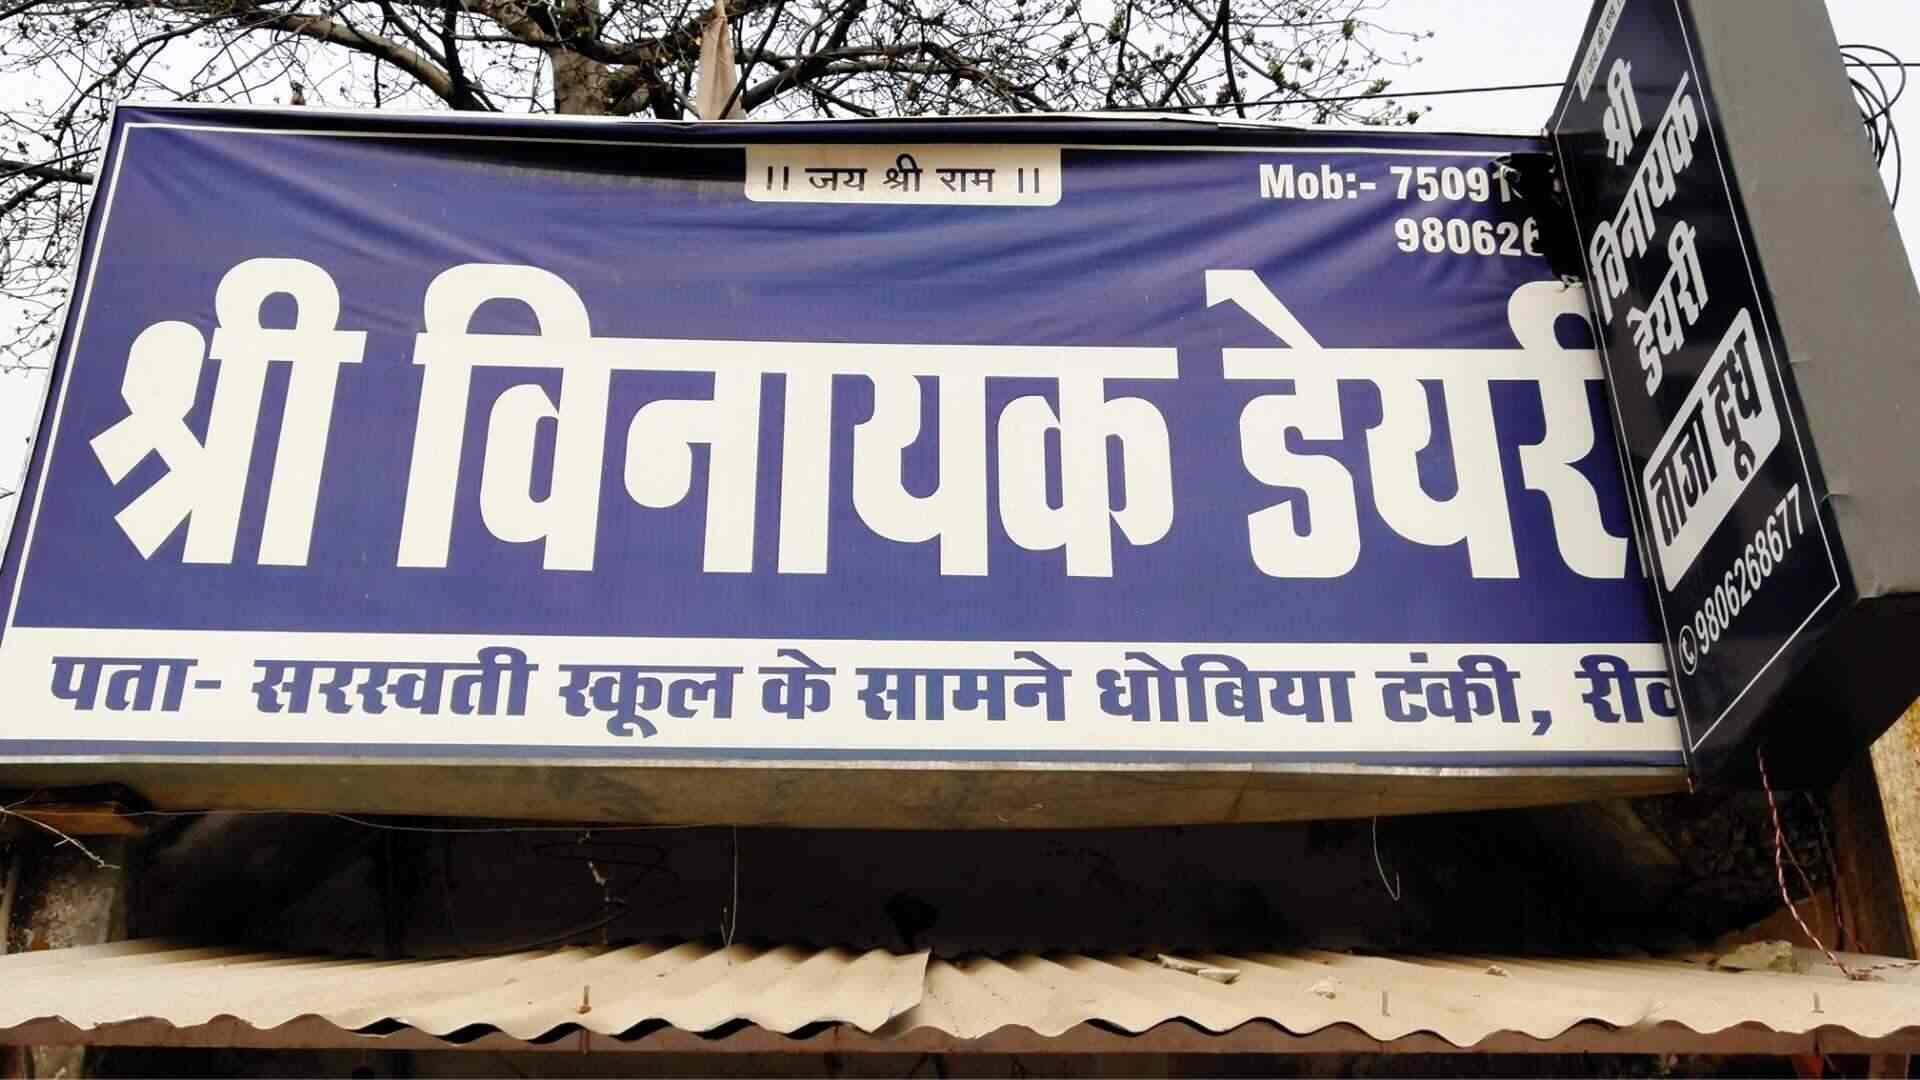 ।। जय श्री राम ।।
Mob:- 75091
980626
श्री विनायक डेयरी
पता- सरस्वती स्कूल के सामने धोबिया टंकी, रीव
श्री विनायक डेयरी
ताजा दूध
9806268677